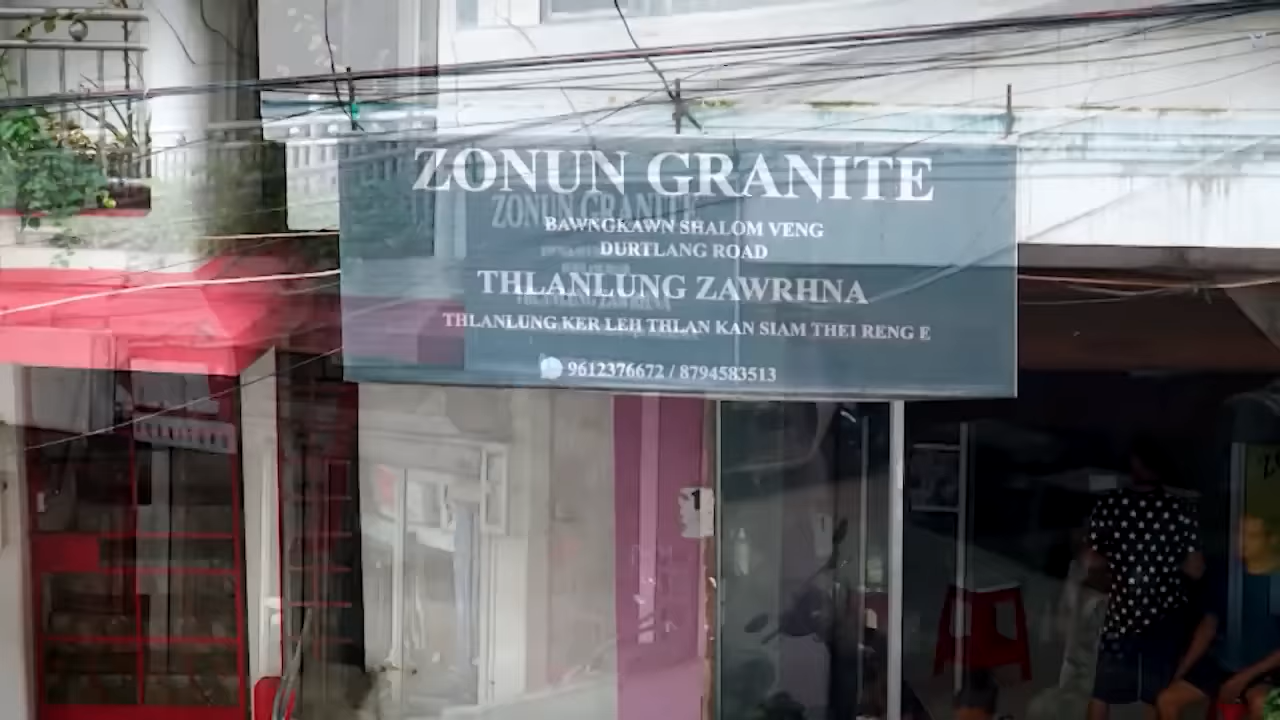 ZONUN GRANITE
BAWNGKAWN SHALOM VENG
DURTLANG ROAD
THLANLUNG ZAWRHNA
THLANLUNG KER LEH THLAN KAN SIAM THEI RENG E
9612376672 / 8794583513